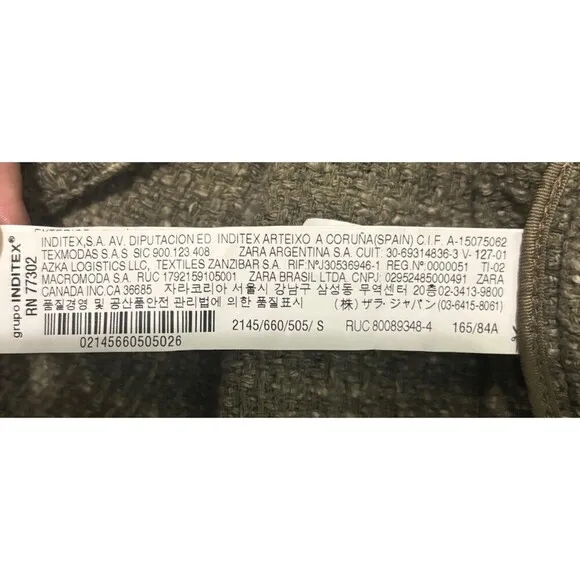 grupo INDITEX®
RN 77302
INDITEX,S.A. AV. DIPUTACION ED INDITEX ARTEIXO A CORUÑA(SPAIN) C.I.F. A-15075062
TEXMODAS S.A.S SIC 900.123.408 ZARA ARGENTINA S.A. CUIT: 30-69314836-3 V- 127-01
AZKA LOGISTICS LLC, TEXTILES ZANZIBAR S.A. RIF:NºJ30536946-1 REG.Nº:0000051 TI-02
MACROMODA S.A. RUC 1792159105001 ZARA BRASIL LTDA. CNPJ: 02952485000491 ZARA
CANADA INC.CA 36685 자라코리아 서울시 강남구 삼성동 무역센터 20층02-3413-9800
품질경영 및 공산품안전 관리법에 의한 품질표시 (株) ザラ・ジャパン (03-6415-8061)
2145/660/505/ S RUC 80089348-4 165/84A
02145660505026